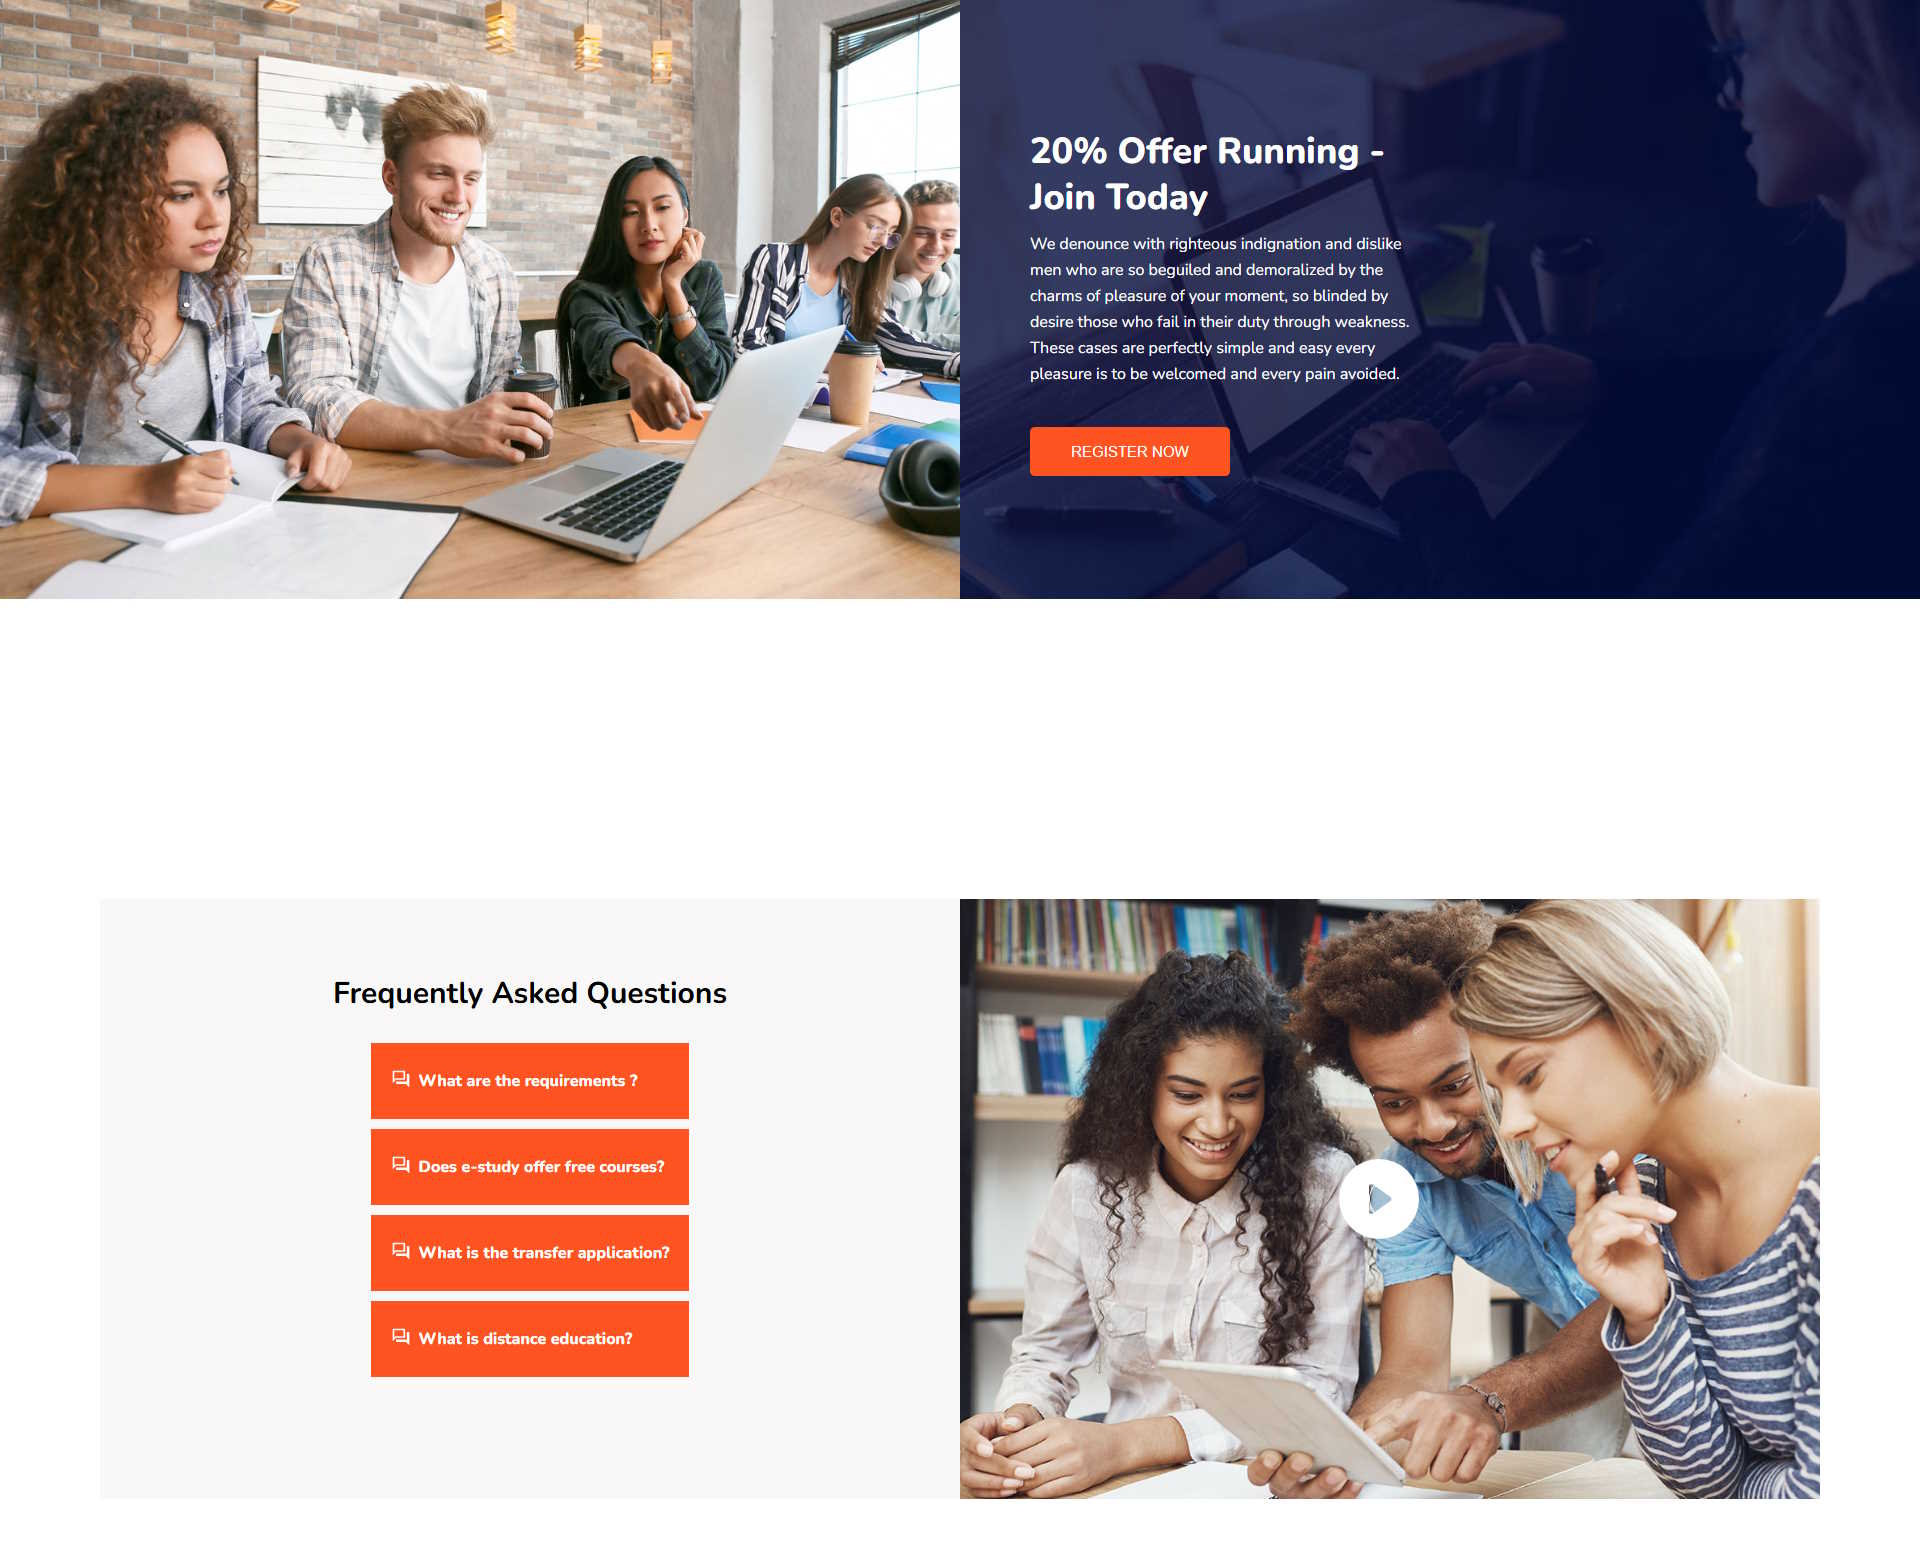 20% Offer Running -
Join Today
We denounce with righteous indignation and dislike
men who are so beguiled and demoralized by the
charms of pleasure of your moment, so blinded by
desire those who fail in their duty through weakness.
These cases are perfectly simple and easy every
pleasure is to be welcomed and every pain avoided.
REGISTER NOW
Frequently Asked Questions
What are the requirements ?
Does e-study offer free courses?
What is the transfer application?
What is distance education?